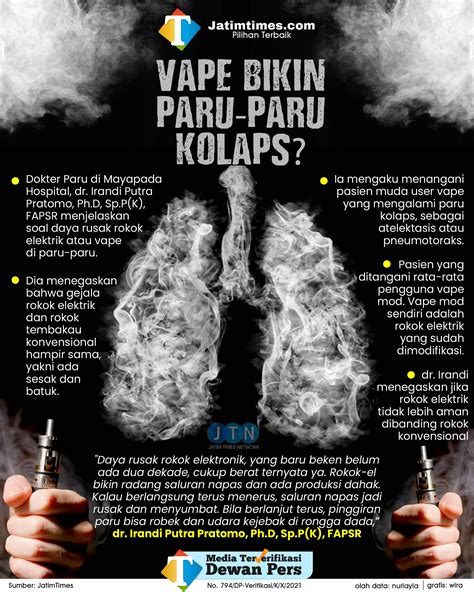 Jatimtimes.com
Pilihan Terbaik
VAPE BIKIN
PARU-PARU
KOLAPS?
Dokter Paru di Mayapada
Hospital, dr. Irandi Putra
Pratomo, Ph.D, Sp.P(K),
FAPSR menjelaskan
soal daya rusak rokok
elektrik atau vape
di paru-paru.
Dia menegaskan
bahwa gejala
rokok elektrik
dan rokok
tembakau
konvensional
hampir sama,
yakni ada
sesak dan
batuk.
Ia mengaku menangani
pasien muda user vape
yang mengalami paru
kolaps, sebagai
atelektasis atau
pneumotoraks.
Pasien yang
ditangani rata-rata
pengguna vape
mod. Vape mod
sendiri adalah
rokok elektrik
yang sudah
dimodifikasi.
dr. Irandi
menegaskan jika
rokok elektrik
tidak lebih aman
dibanding rokok
konvensional
JTN
JATIM TIMES NETWORK
"Daya rusak rokok elektronik, yang baru beken belum
ada dua dekade, cukup berat ternyata ya. Rokok-el
bikin radang saluran napas dan ada produksi dahak.
Kalau berlangsung terus menerus, saluran napas jadi
rusak dan menyumbat. Bila berlanjut terus, pinggiran
paru bisa robek dan udara kejebak di rongga dada,"
dr. Irandi Putra Pratomo, Ph.D, Sp.P(K), FAPSR
Media Terverifikasi
Dewan Pers
Sumber: JatimTimes
No. 794/DP-Verifikasi/K/X/2021
olah data: nurlayla
grafis: wira